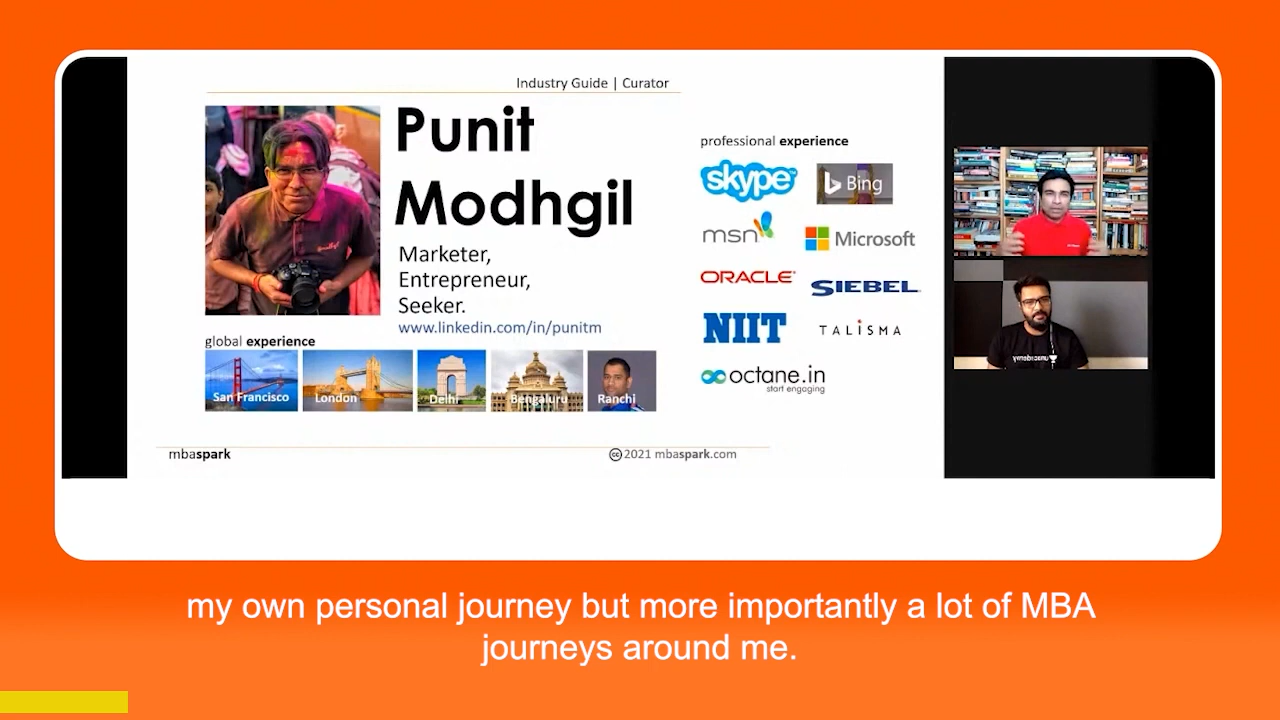 Industry Guide | Curator
Punit
Modhgil
Marketer,
Entrepreneur,
Seeker.
www.linkedin.com/in/punitm
global experience
San Francisco
London
Delhi
Bengaluru
Ranchi
professional experience
skype
Bing
msn
Microsoft
ORACLE
SIEBEL
NIIT
TALISMA
octane.in
start engaging
mbaspark
cc 2021 mbaspark.com
my own personal journey but more importantly a lot of MBA
journeys around me.